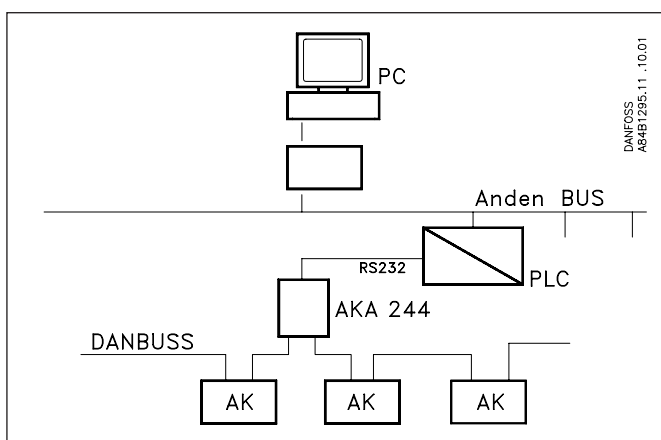 PC
DANFOSS
A84B1295.11 .10.01
Anden BUS
RS232
PLC
AKA 244
DANBUSS
AK
AK
AK